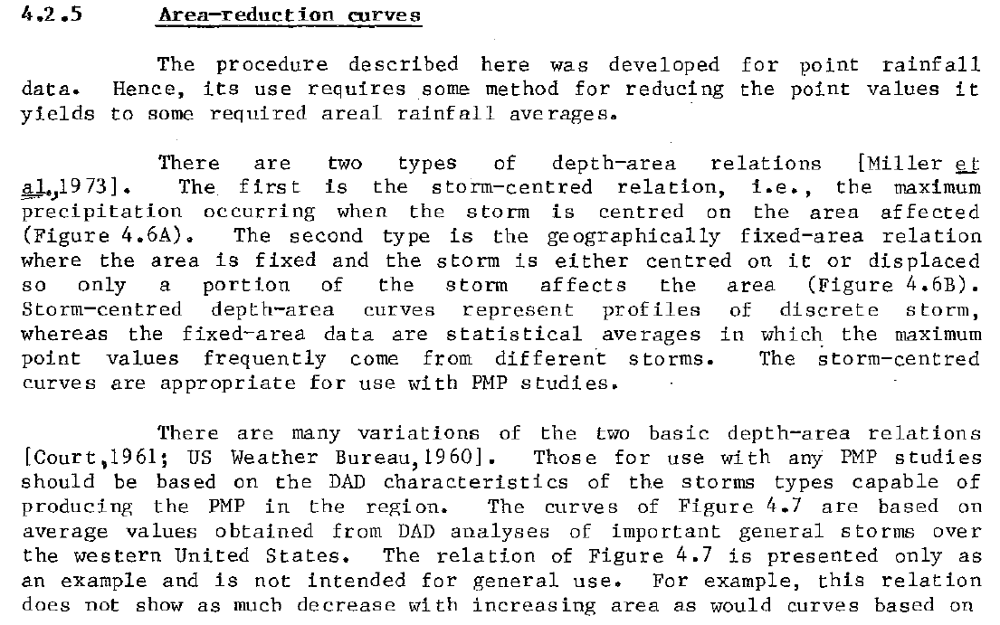 4.2.5 Area-reduction curves
The procedure described here was developed for point rainfall
data. Hence, its use requires some method for reducing the point values it
yields to some required areal rainfall averages.
There are two types of depth-area relations [Miller et
al.,1973]. The first is the storm-centred relation, i.e., the maximum
precipitation occurring when the storm is centred on the area affected
(Figure 4.6A). The second type is the geographically fixed-area relation
where the area is fixed and the storm is either centred on it or displaced
so only a portion of the storm affects the area (Figure 4.6B).
Storm-centred depth-area curves represent profiles of discrete storm,
whereas the fixed-area data are statistical averages in which the maximum
point values frequently come from different storms. The storm-centred
curves are appropriate for use with PMP studies.
There are many variations of the two basic depth-area relations
[Court,1961; US Weather Bureau,1960]. Those for use with any PMP studies
should be based on the DAD characteristics of the storms types capable of
producing the PMP in the region. The curves of Figure 4.7 are based on
average values obtained from DAD analyses of important general storms over
the western United States. The relation of Figure 4.7 is presented only as
an example and is not intended for general use. For example, this relation
does not show as much decrease with increasing area as would curves based on